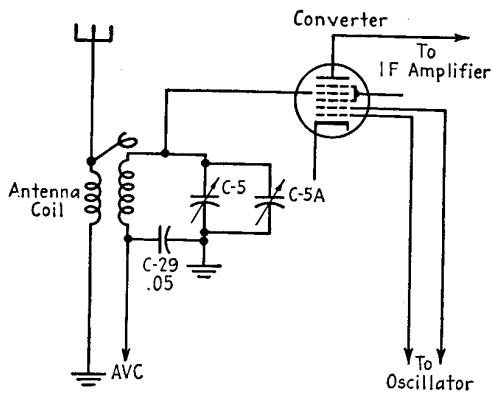 Converter
To
IF Amplifier
Antenna
Coil
C-5
C-5A
C-29
.05
AVC
To
Oscillator